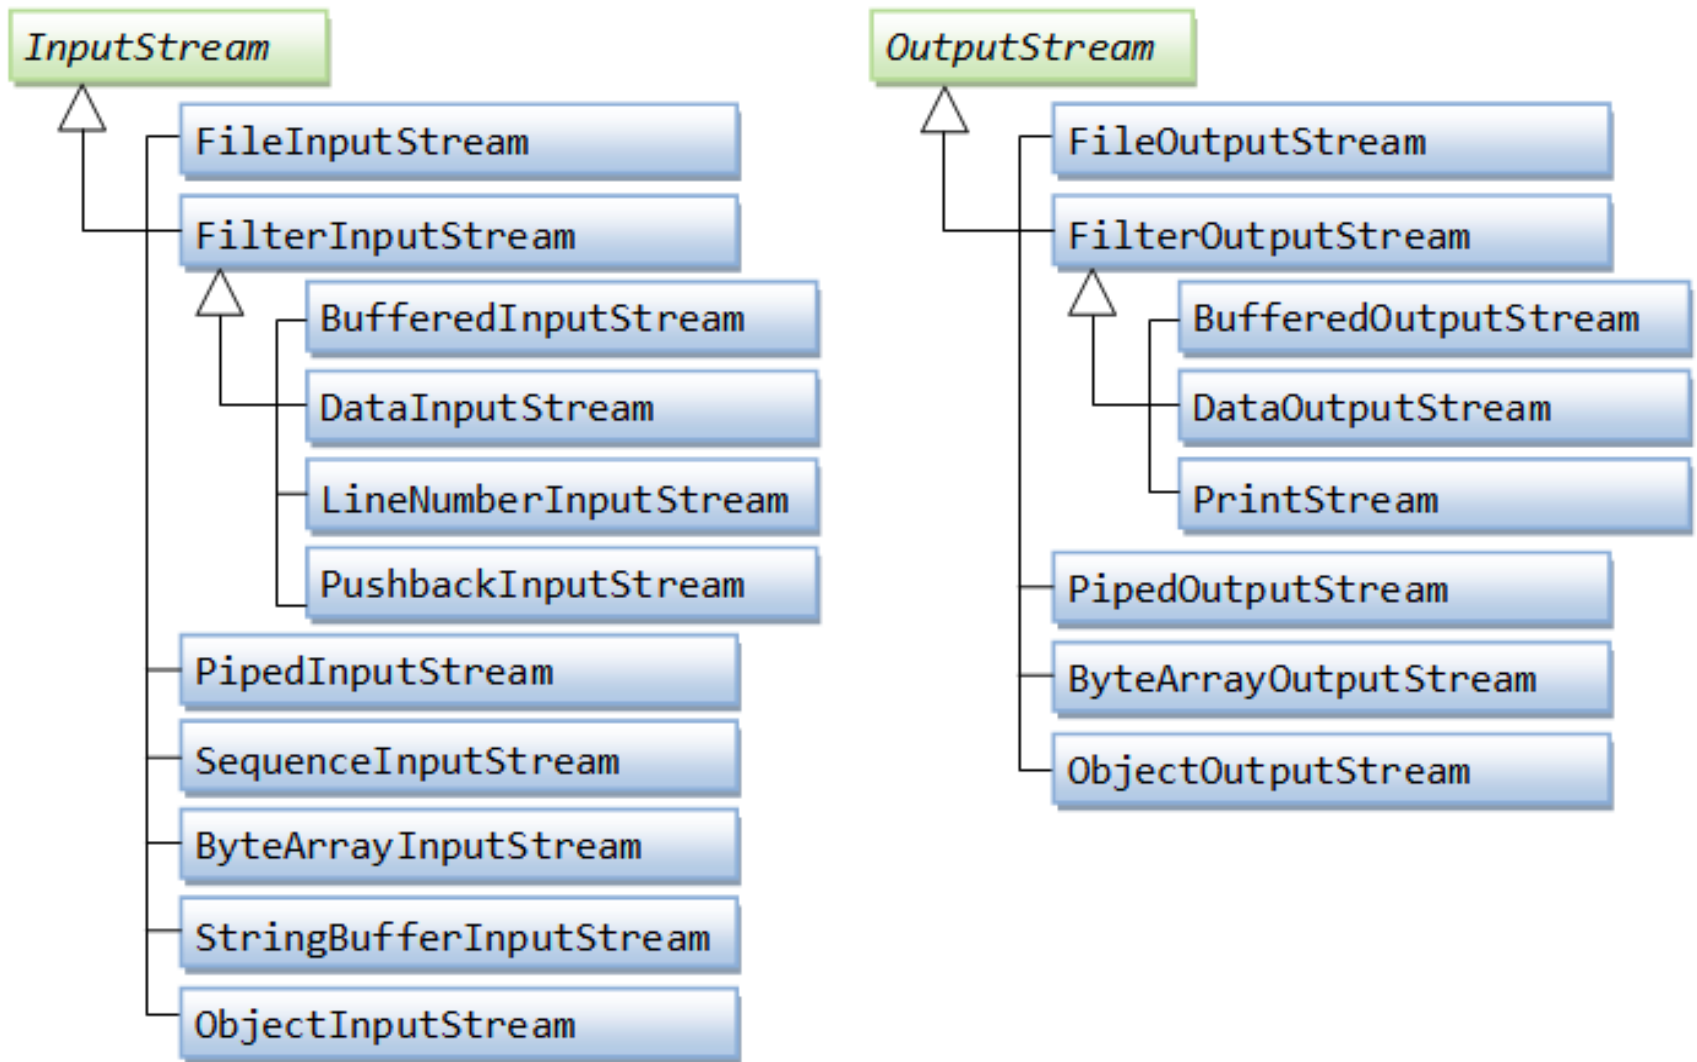 InputStream
FileInputStream
FilterInputStream
BufferedInputStream
DataInputStream
LineNumberInputStream
PushbackInputStream
PipedInputStream
SequenceInputStream
ByteArrayInputStream
StringBufferInputStream
ObjectInputStream
OutputStream
FileOutputStream
FilterOutputStream
BufferedOutputStream
DataOutputStream
PrintStream
PipedOutputStream
ByteArrayOutputStream
ObjectOutputStream